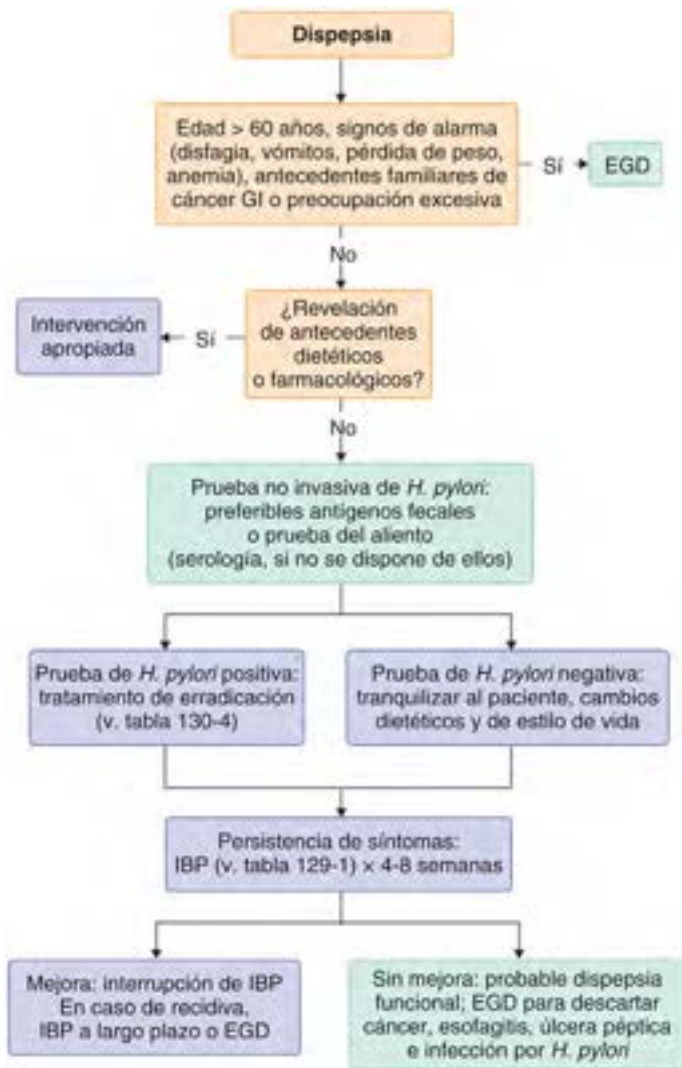 Dispepsia
Edad > 60 años, signos de alarma
(disfagia, vómitos, pérdida de peso,
anemia), antecedentes familiares de
cáncer GI o preocupación excesiva
Sí
EGD
No
¿Revelación
de antecedentes
dietéticos
o farmacológicos?
Sí
Intervención
apropiada
No
Prueba no invasiva de H. pylori:
preferibles antígenos fecales
o prueba del aliento
(serología, si no se dispone de ellos)
Prueba de H. pylori positiva:
tratamiento de erradicación
(v. tabla 130-4)
Prueba de H. pylori negativa:
tranquilizar al paciente, cambios
dietéticos y de estilo de vida
Persistencia de síntomas:
IBP (v. tabla 129-1) × 4-8 semanas
Mejora: interrupción de IBP
En caso de recidiva,
IBP a largo plazo o EGD
Sin mejora: probable dispepsia
funcional; EGD para descartar
cáncer, esofagitis, úlcera péptica
e infección por H. pylori